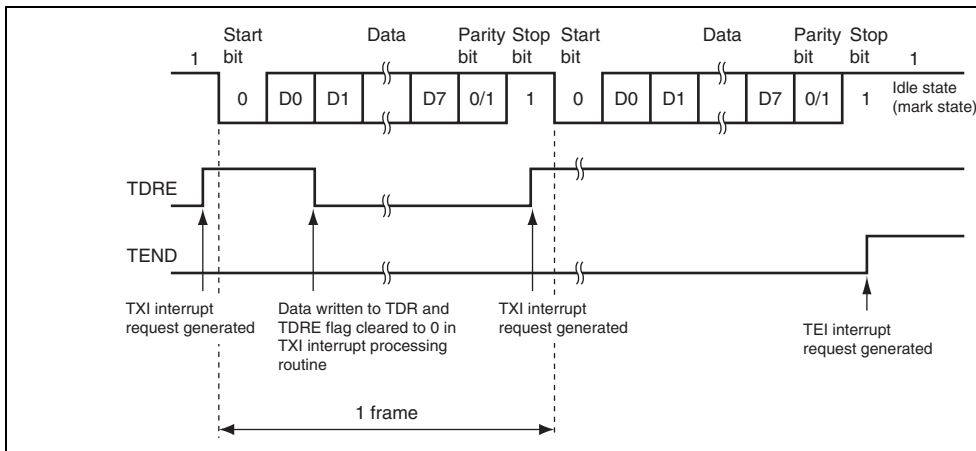 Start bit Data Parity bit Stop bit Start bit Data Parity bit Stop bit
1 1
0 D0 D1 D7 0/1 1 0 D0 D1 D7 0/1 1 Idle state (mark state)
TDRE
TEND
TXI interrupt
request generated
Data written to TDR and
TDRE flag cleared to 0 in
TXI interrupt processing
routine
TXI interrupt
request generated
TEI interrupt
request generated
1 frame